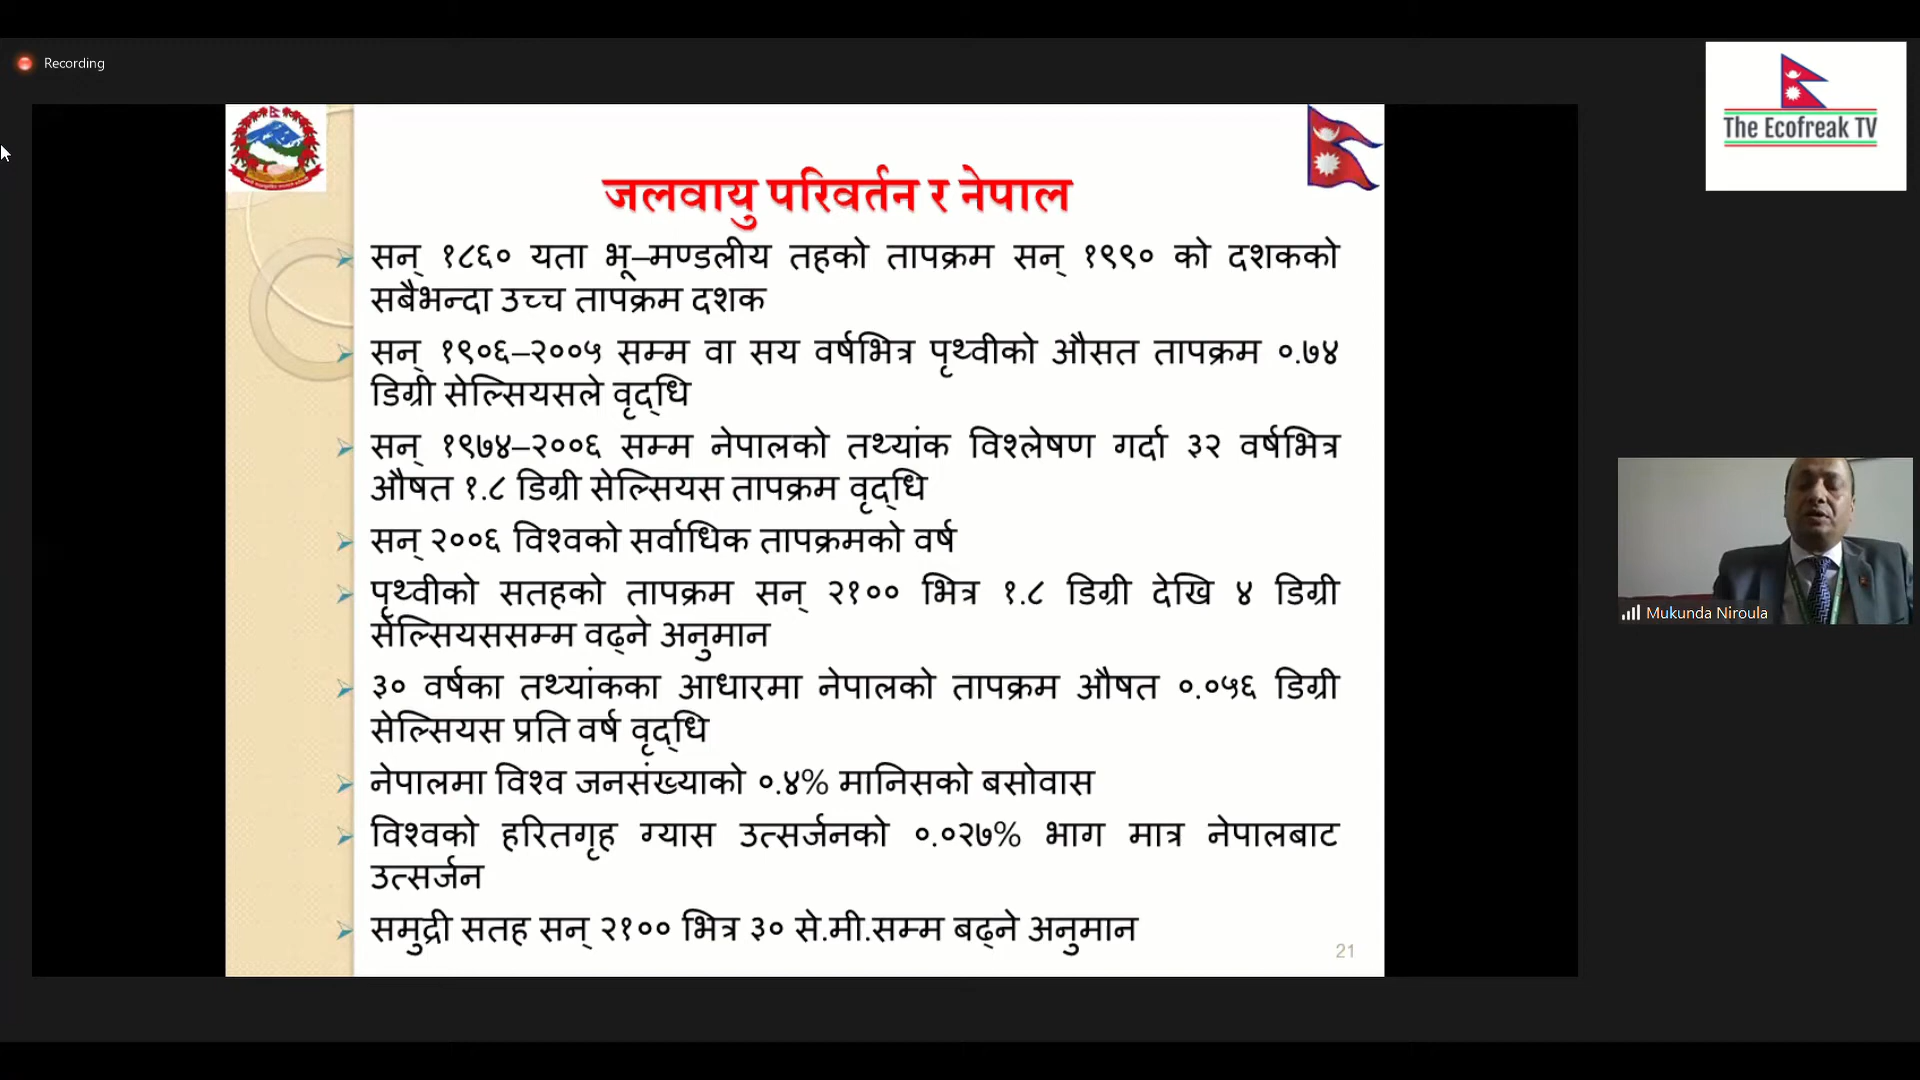 Recording
The Ecofreak TV
जलवायु परिवर्तन र नेपाल
सन् १८६० यता भू–मण्डलीय तहको तापक्रम सन् १९९० को दशकको
सबैभन्दा उच्च तापक्रम दशक
सन् १९०६–२००५ सम्म वा सय वर्षभित्र पृथ्वीको औसत तापक्रम ०.७४
डिग्री सेल्सियसले वृद्धि
सन् १९७४–२००६ सम्म नेपालको तथ्यांक विश्लेषण गर्दा ३२ वर्षभित्र
औषत १.८ डिग्री सेल्सियस तापक्रम वृद्धि
सन् २००६ विश्वको सर्वाधिक तापक्रमको वर्ष
पृथ्वीको सतहको तापक्रम सन् २१०० भित्र १.८ डिग्री देखि ४ डिग्री
सेल्सियससम्म वढ्ने अनुमान
३० वर्षका तथ्यांकका आधारमा नेपालको तापक्रम औषत ०.०५६ डिग्री
सेल्सियस प्रति वर्ष वृद्धि
नेपालमा विश्व जनसंख्याको ०.४% मानिसको बसोवास
विश्वको हरितगृह ग्यास उत्सर्जनको ०.०२७% भाग मात्र नेपालबाट
उत्सर्जन
समुद्री सतह सन् २१०० भित्र ३० से.मी.सम्म बढ्ने अनुमान
21
Mukunda Niroula